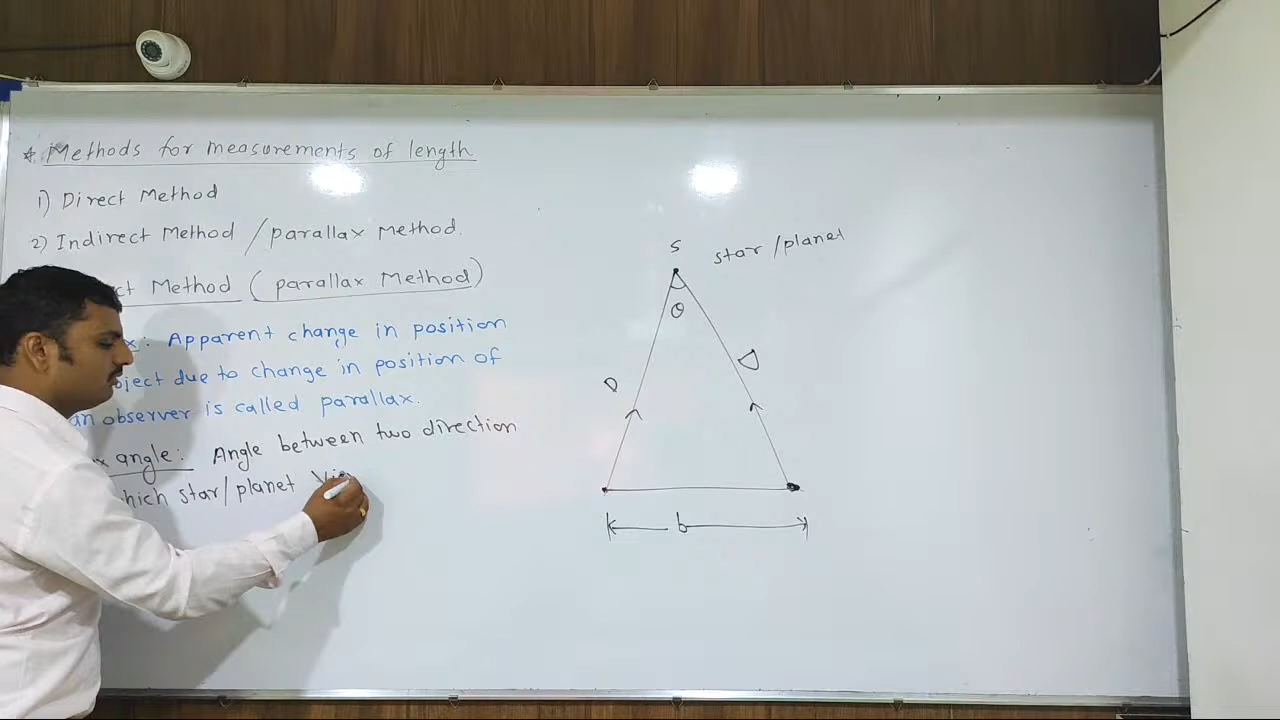 * Methods for measurements of length
1) Direct Method
2) Indirect Method / parallax Method.
ct Method (parallax Method)
x: Apparent change in position
ject due to change in position of
an observer is called parallax.
x angle: Angle between two direction
hich star/planet
S
star/planet
θ
D
D
b